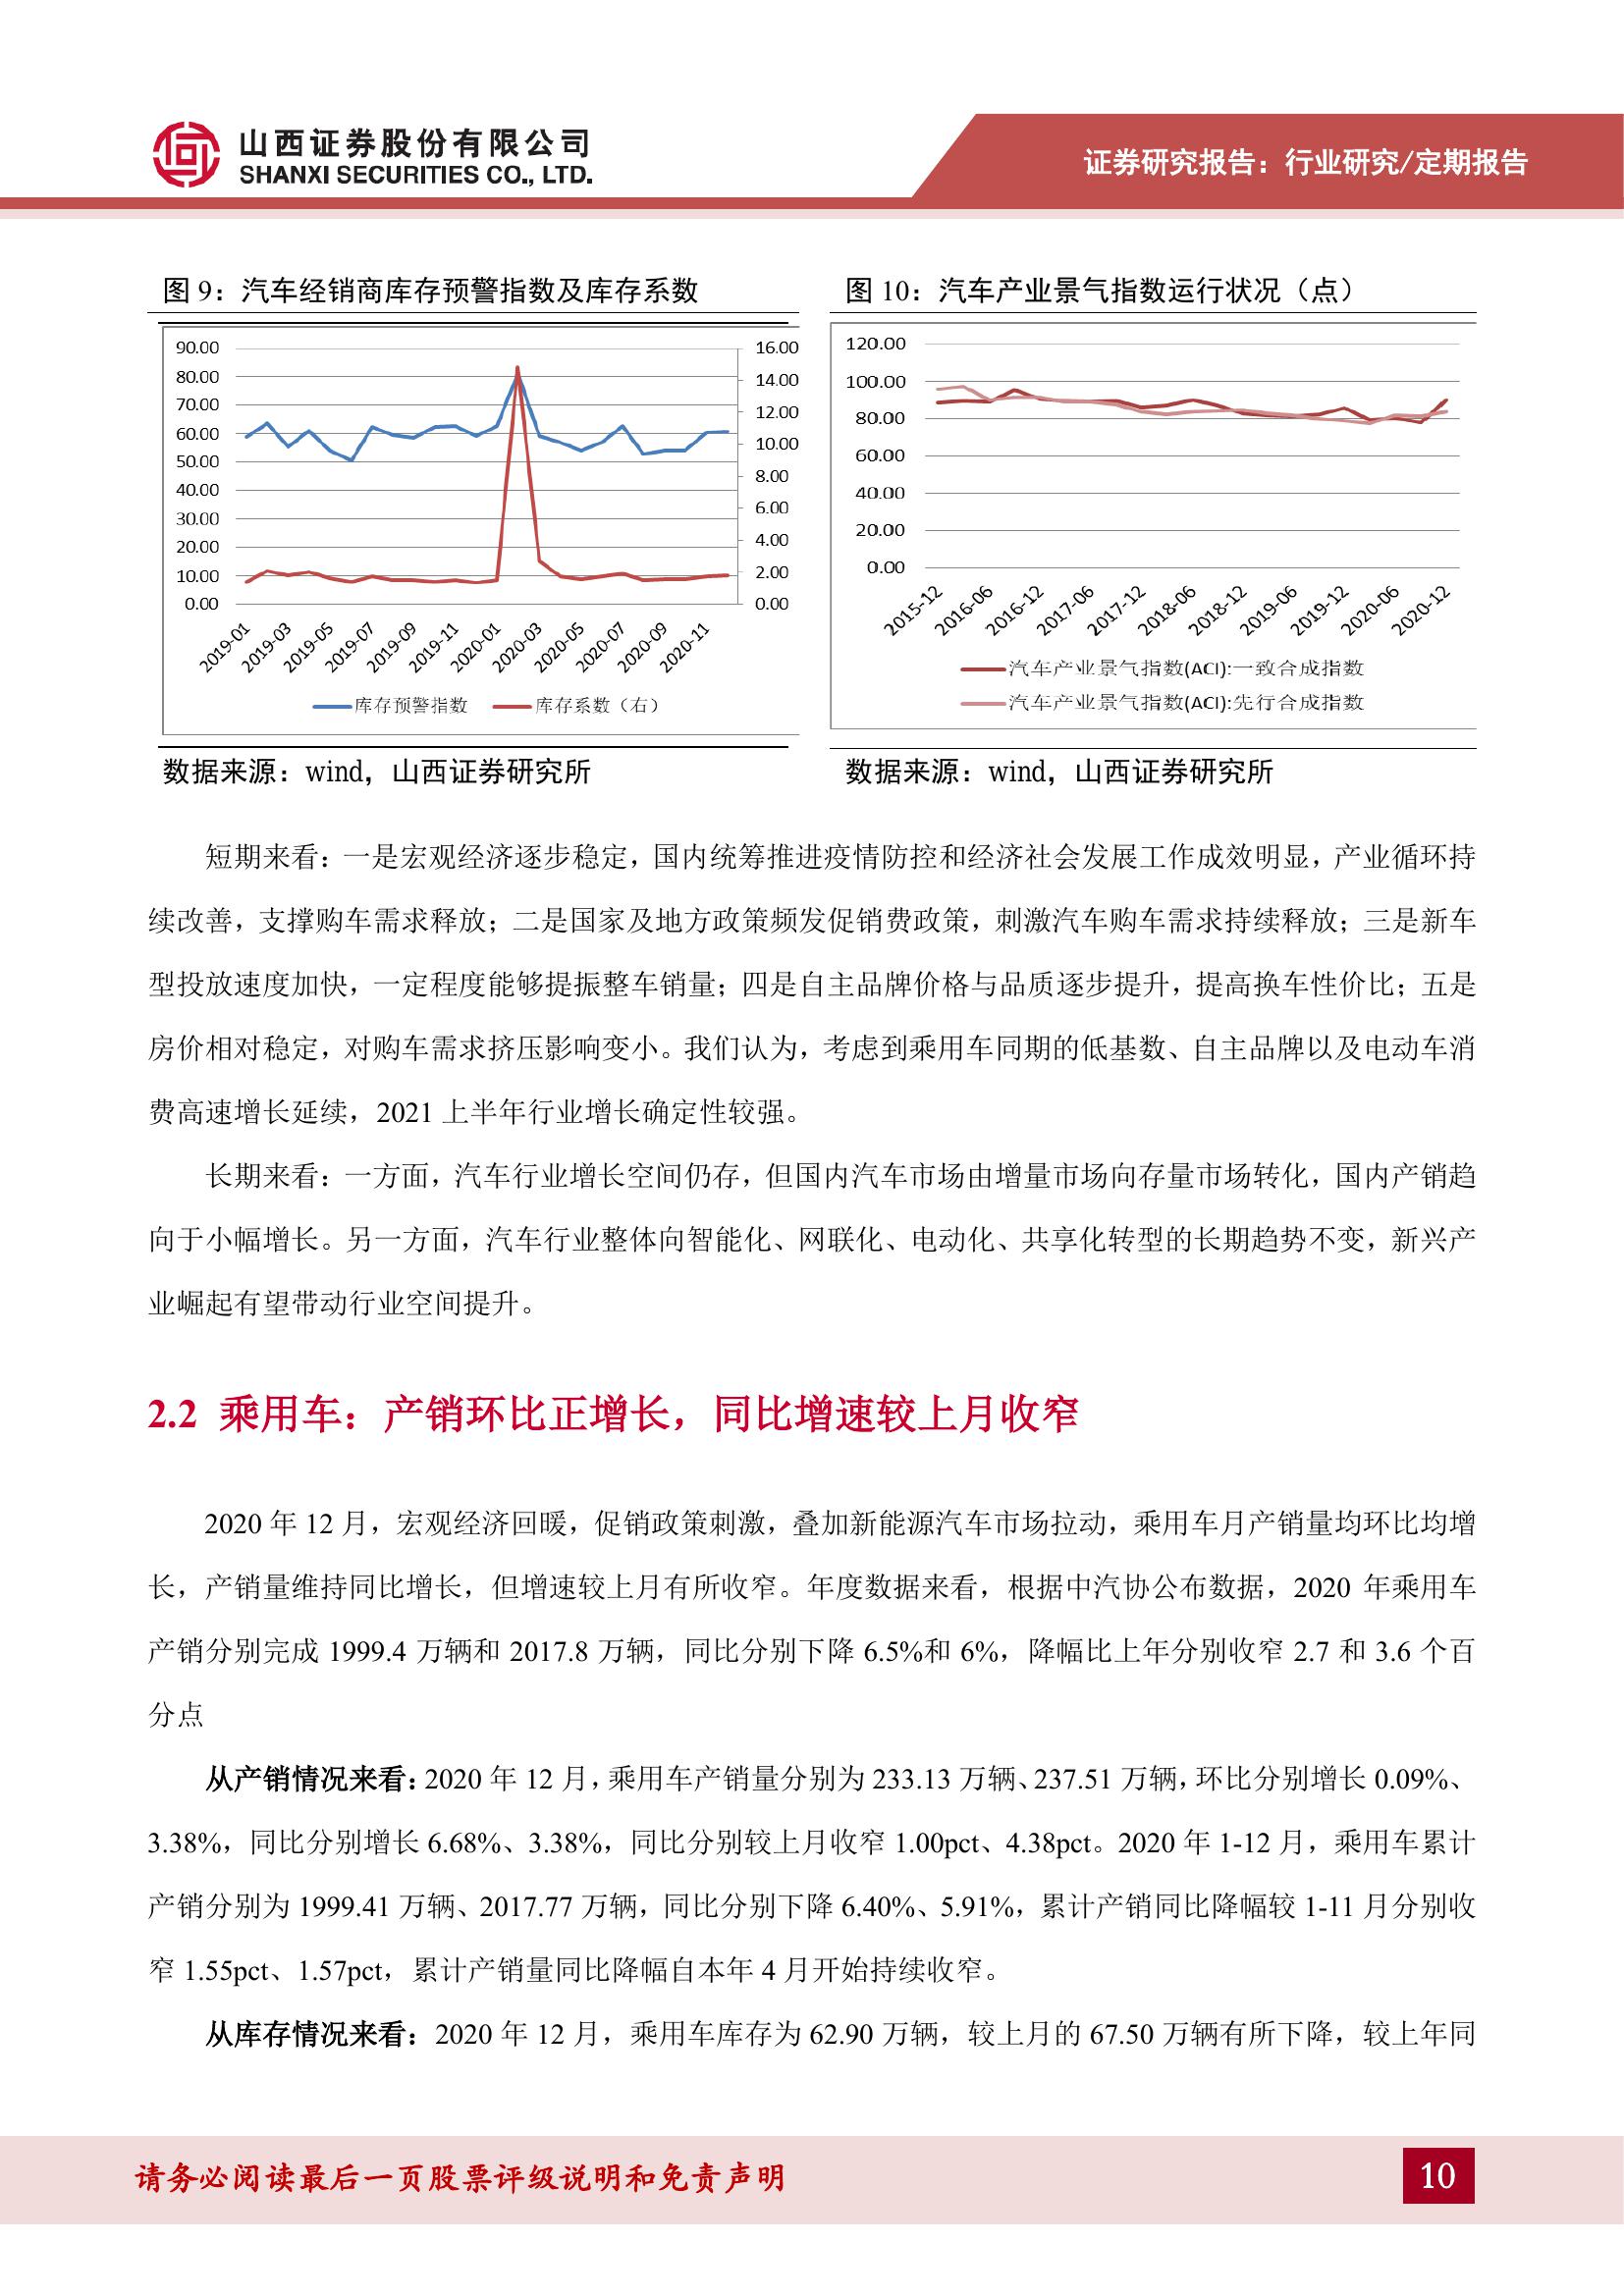 山西证券股份有限公司
SHANXI SECURITIES CO., LTD.
证券研究报告：行业研究/定期报告
图 9：汽车经销商库存预警指数及库存系数
90.00
80.00
70.00
60.00
50.00
40.00
30.00
20.00
10.00
0.00
16.00
14.00
12.00
10.00
8.00
6.00
4.00
2.00
0.00
2019-01
2019-03
2019-05
2019-07
2019-09
2019-11
2020-01
2020-03
2020-05
2020-07
2020-09
2020-11
库存预警指数 库存系数（右）
数据来源：wind，山西证券研究所
图 10：汽车产业景气指数运行状况（点）
120.00
100.00
80.00
60.00
40.00
20.00
0.00
2015-12
2016-06
2016-12
2017-06
2017-12
2018-06
2018-12
2019-06
2019-12
2020-06
2020-12
汽车产业景气指数(ACI):一致合成指数
汽车产业景气指数(ACI):先行合成指数
数据来源：wind，山西证券研究所
短期来看：一是宏观经济逐步稳定，国内统筹推进疫情防控和经济社会发展工作成效明显，产业循环持
续改善，支撑购车需求释放；二是国家及地方政策频发促销费政策，刺激汽车购车需求持续释放；三是新车
型投放速度加快，一定程度能够提振整车销量；四是自主品牌价格与品质逐步提升，提高换车性价比；五是
房价相对稳定，对购车需求挤压影响变小。我们认为，考虑到乘用车同期的低基数、自主品牌以及电动车消
费高速增长延续，2021 上半年行业增长确定性较强。
长期来看：一方面，汽车行业增长空间仍存，但国内汽车市场由增量市场向存量市场转化，国内产销趋
向于小幅增长。另一方面，汽车行业整体向智能化、网联化、电动化、共享化转型的长期趋势不变，新兴产
业崛起有望带动行业空间提升。
2.2 乘用车：产销环比正增长，同比增速较上月收窄
2020 年 12 月，宏观经济回暖，促销政策刺激，叠加新能源汽车市场拉动，乘用车月产销量均环比均增
长，产销量维持同比增长，但增速较上月有所收窄。年度数据来看，根据中汽协公布数据，2020 年乘用车
产销分别完成 1999.4 万辆和 2017.8 万辆，同比分别下降 6.5%和 6%，降幅比上年分别收窄 2.7 和 3.6 个百
分点
从产销情况来看：2020 年 12 月，乘用车产销量分别为 233.13 万辆、237.51 万辆，环比分别增长 0.09%、
3.38%，同比分别增长 6.68%、3.38%，同比分别较上月收窄 1.00pct、4.38pct。2020 年 1-12 月，乘用车累计
产销分别为 1999.41 万辆、2017.77 万辆，同比分别下降 6.40%、5.91%，累计产销同比降幅较 1-11 月分别收
窄 1.55pct、1.57pct，累计产销量同比降幅自本年 4 月开始持续收窄。
从库存情况来看：2020 年 12 月，乘用车库存为 62.90 万辆，较上月的 67.50 万辆有所下降，较上年同
请务必阅读最后一页股票评级说明和免责声明
10